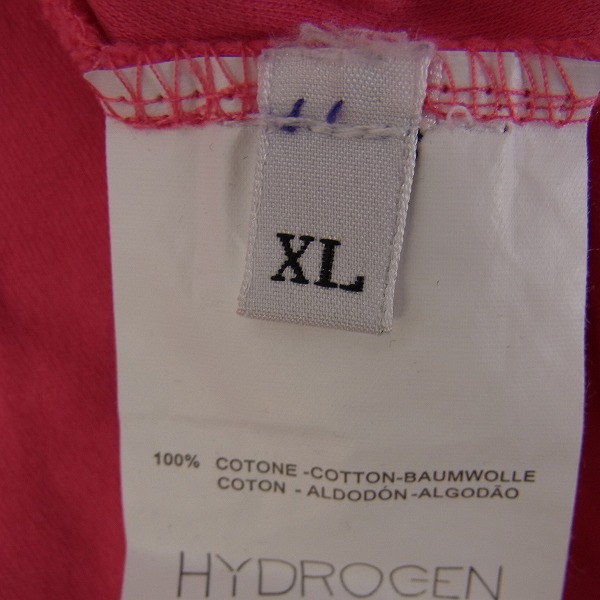 XL
100% COTONE -COTTON-BAUMWOLLE
COTON - ALDODÓN-ALGODÃO
HYDROGEN